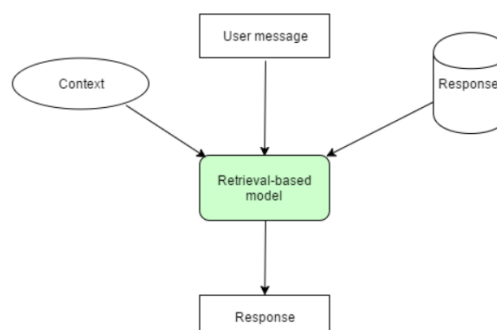 User message
Context
Response
Retrieval-based
model
Response